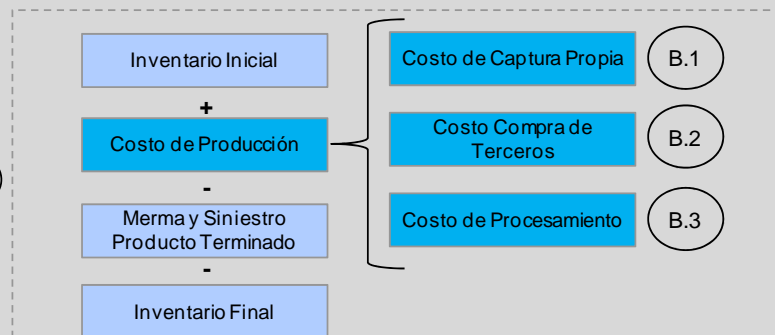 Inventario Inicial
+
Costo de Producción
-
Merma y Siniestro
Producto Terminado
-
Inventario Final
Costo de Captura Propia
B.1
Costo Compra de
Terceros
B.2
Costo de Procesamiento
B.3